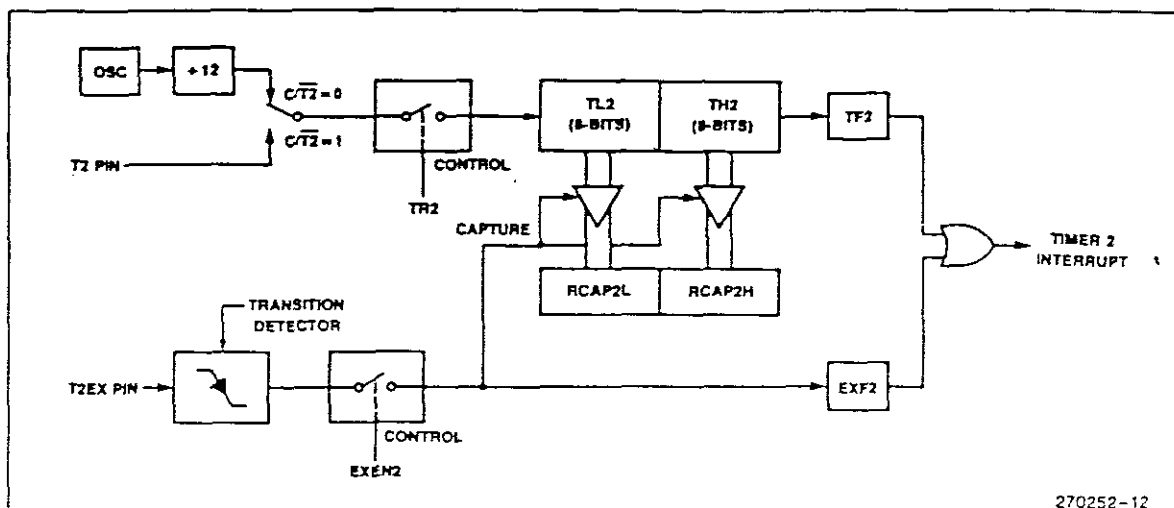 OSC
÷12
C/T2̅ = 0
C/T2̅ = 1
T2 PIN
CONTROL
TR2
TL2
(8-BITS)
TH2
(8-BITS)
TF2
CAPTURE
RCAP2L
RCAP2H
TIMER 2
INTERRUPT
TRANSITION
DETECTOR
T2EX PIN
CONTROL
EXEN2
EXF2
270252-12